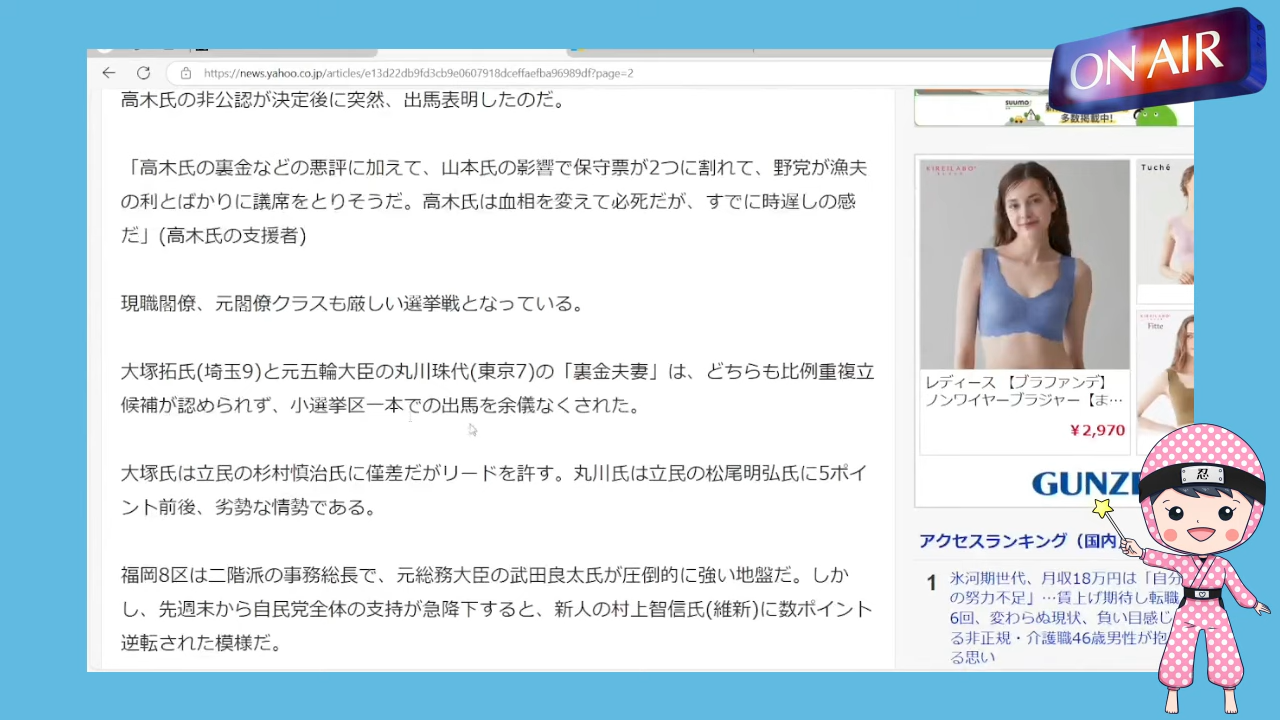 ON AIR
https://news.yahoo.co.jp/articles/e13d22db9fd3cb9e0607918dceffaefba96989df?page=2
高木氏の非公認が決定後に突然、出馬表明したのだ。
「高木氏の裏金などの悪評に加えて、山本氏の影響で保守票が2つに割れて、野党が漁夫
の利とばかりに議席をとりそうだ。高木氏は血相を変えて必死だが、すでに時遅しの感
だ」(高木氏の支援者)
現職閣僚、元閣僚クラスも厳しい選挙戦となっている。
大塚拓氏(埼玉9)と元五輪大臣の丸川珠代(東京7)の「裏金夫妻」は、どちらも比例重複立
候補が認められず、小選挙区一本での出馬を余儀なくされた。
大塚氏は立民の杉村慎治氏に僅差だがリードを許す。丸川氏は立民の松尾明弘氏に5ポイ
ント前後、劣勢な情勢である。
福岡8区は二階派の事務総長で、元総務大臣の武田良太氏が圧倒的に強い地盤だ。しか
し、先週末から自民党全体の支持が急降下すると、新人の村上智信氏(維新)に数ポイント
逆転された模様だ。
suumo
多数掲載中!
KIREILABO
Tuché
Fitte
レディース 【ブラファンデ】
ノンワイヤーブラジャー【ま…
¥2,970
GUNZE
アクセスランキング（国内
1 氷河期世代、月収18万円は「自分
の努力不足」…賃上げ期待し転職
6回、変わらぬ現状、負い目感じ
る非正規・介護職46歳男性が抱
る思い
忍